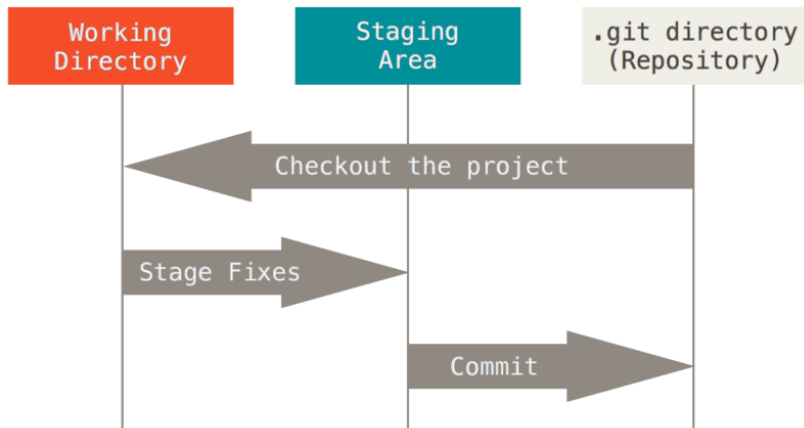 Working
Directory
Staging
Area
.git directory
(Repository)
Checkout the project
Stage Fixes
Commit